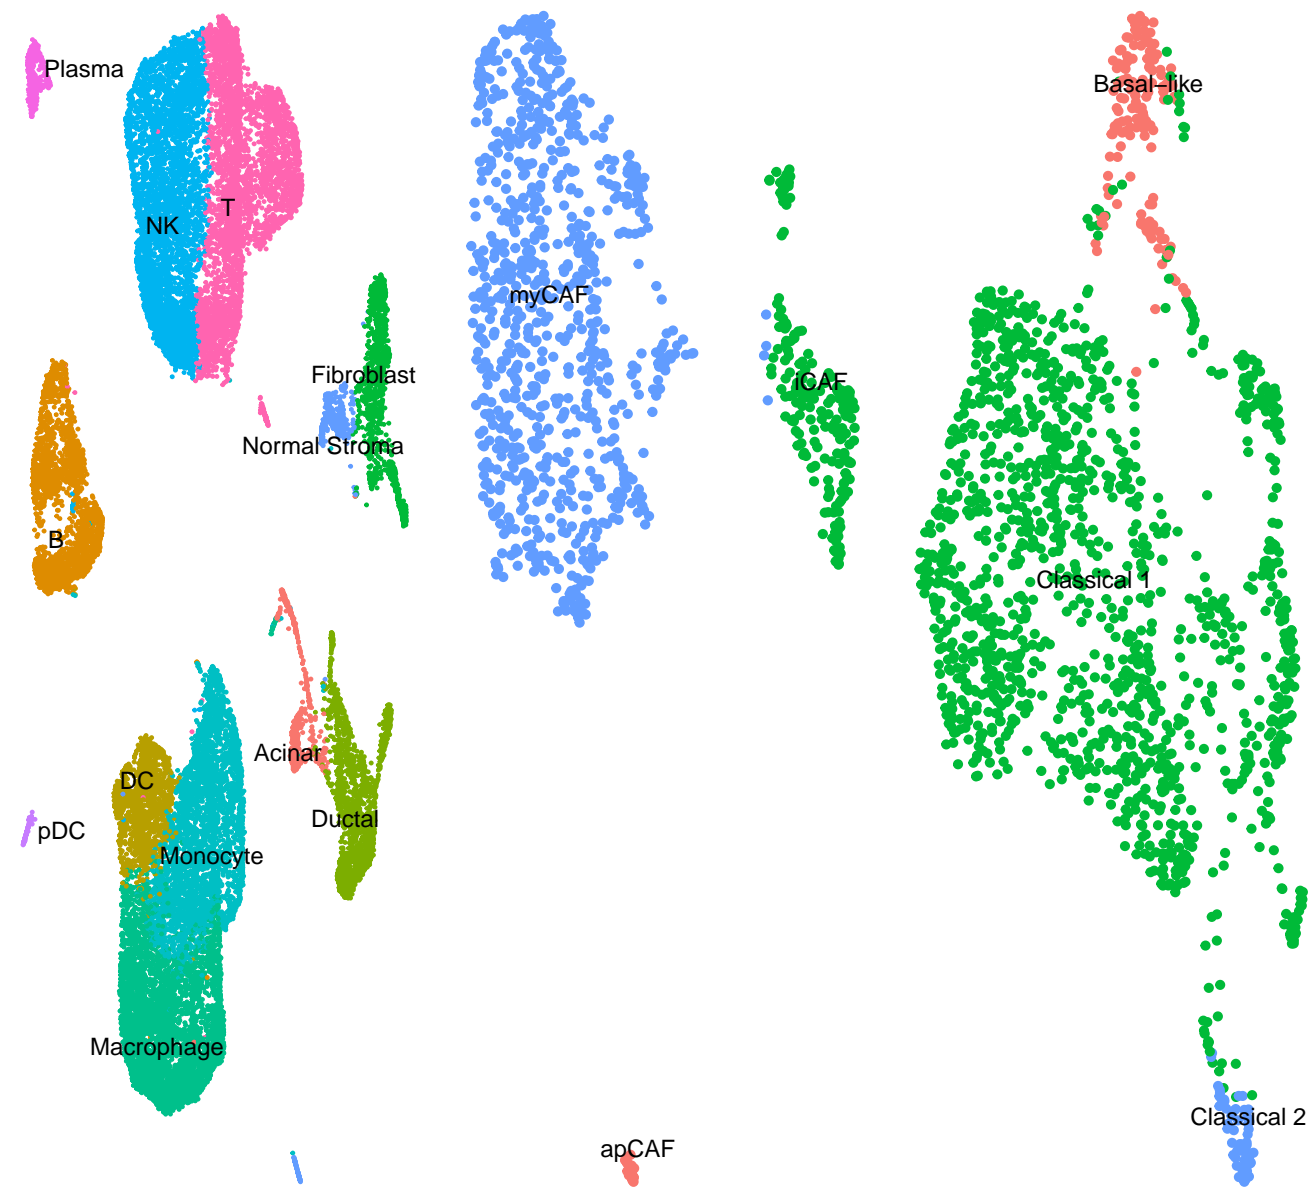 Plasma
NK
T
Fibroblast
Normal Stroma
B
Acinar
DC
Ductal
pDC
Monocyte
Macrophage
myCAF
iCAF
apCAF
Basal−like
Classical 1
Classical 2